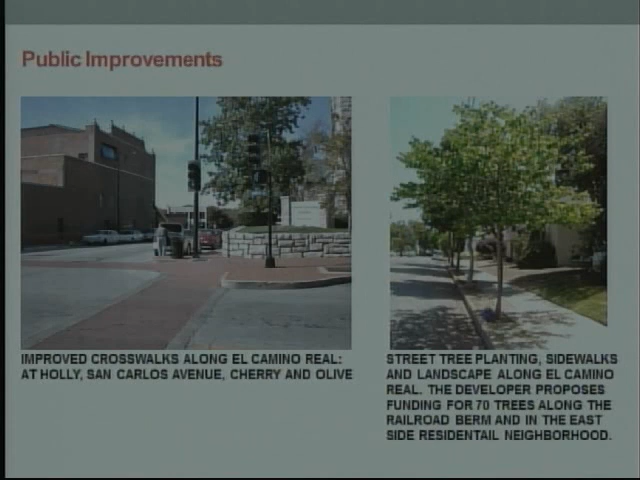 Public Improvements
IMPROVED CROSSWALKS ALONG EL CAMINO REAL:
AT HOLLY, SAN CARLOS AVENUE, CHERRY AND OLIVE
STREET TREE PLANTING, SIDEWALKS
AND LANDSCAPE ALONG EL CAMINO
REAL. THE DEVELOPER PROPOSES
FUNDING FOR 70 TREES ALONG THE
RAILROAD BERM AND IN THE EAST
SIDE RESIDENTAIL NEIGHBORHOOD.